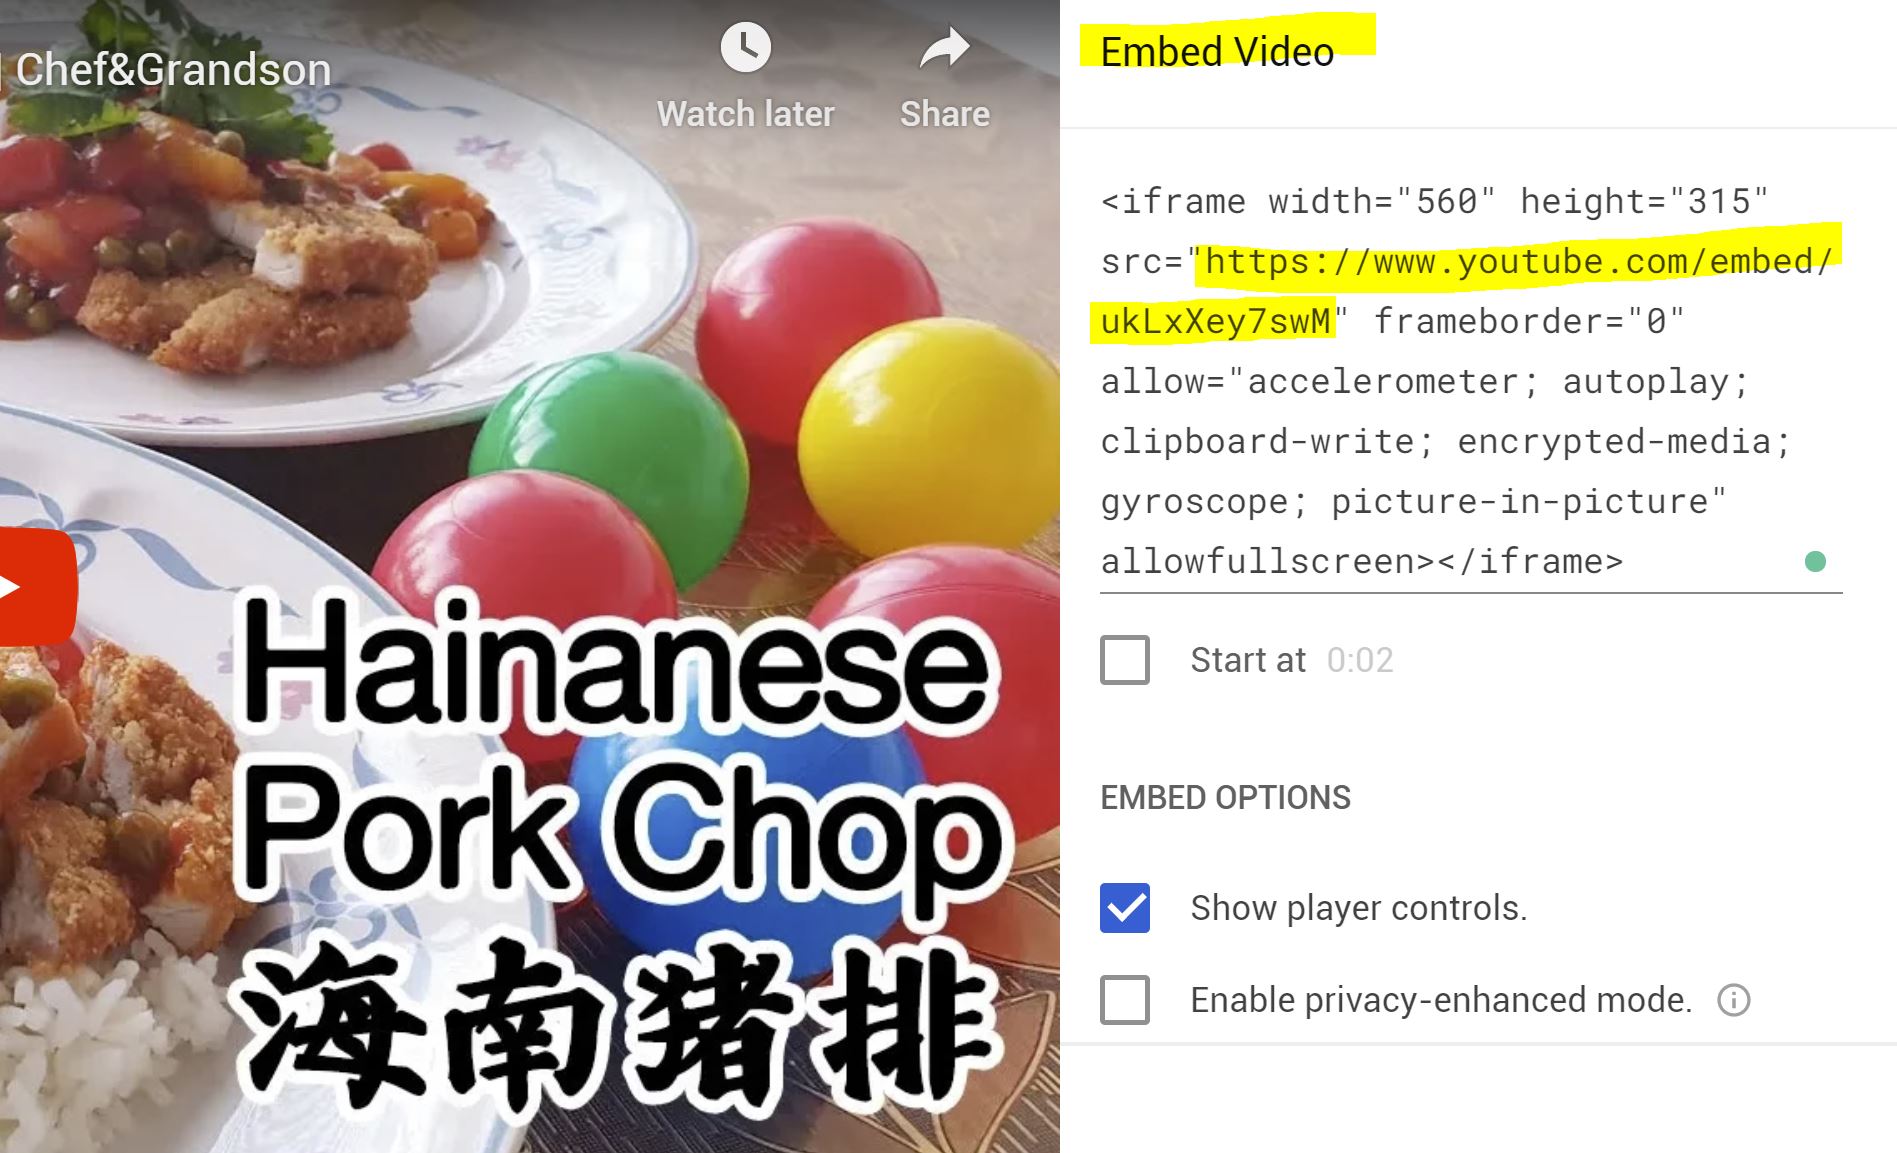 Chef&Grandson
Watch later
Share
Hainanese
Pork Chop
海南猪排
Embed Video
<iframe width="560" height="315"
src="https://www.youtube.com/embed/
ukLxXey7swM" frameborder="0"
allow="accelerometer; autoplay;
clipboard-write; encrypted-media;
gyroscope; picture-in-picture"
allowfullscreen></iframe>
Start at 0:02
EMBED OPTIONS
Show player controls.
Enable privacy-enhanced mode.